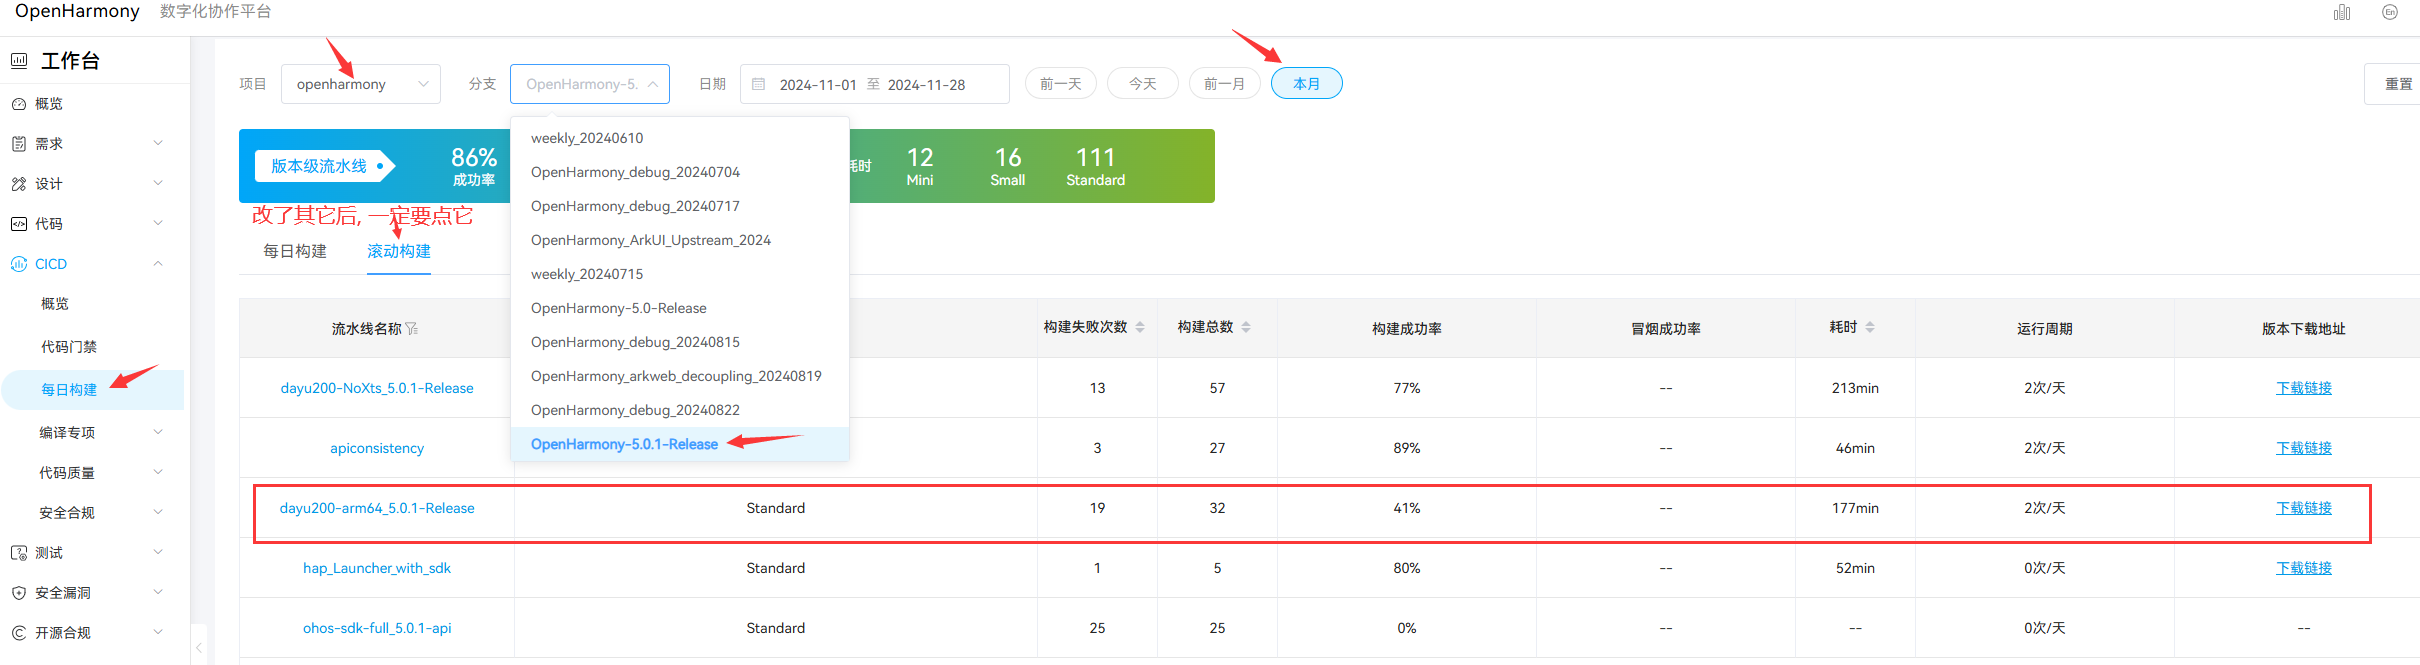 OpenHarmony 数字化协作平台 En
工作台
概览
需求
设计
代码
CICD
概览
代码门禁
每日构建
编译专项
代码质量
安全合规
测试
安全漏洞
开源合规
项目 openharmony 分支 OpenHarmony-5. 日期 2024-11-01 至 2024-11-28 前一天 今天 前一月 本月 重置
版本级流水线 86% 成功率 耗时 12 Mini 16 Small 111 Standard
改了其它后, 一定要点它
每日构建 滚动构建
weekly_20240610
OpenHarmony_debug_20240704
OpenHarmony_debug_20240717
OpenHarmony_ArkUI_Upstream_2024
weekly_20240715
OpenHarmony-5.0-Release
OpenHarmony_debug_20240815
OpenHarmony_arkweb_decoupling_20240819
OpenHarmony_debug_20240822
OpenHarmony-5.0.1-Release
流水线名称 构建失败次数 构建总数 构建成功率 冒烟成功率 耗时 运行周期 版本下载地址
dayu200-NoXts_5.0.1-Release 13 57 77% -- 213min 2次/天 下载链接
apiconsistency 3 27 89% -- 46min 2次/天 下载链接
dayu200-arm64_5.0.1-Release Standard 19 32 41% -- 177min 2次/天 下载链接
hap_Launcher_with_sdk Standard 1 5 80% -- 52min 0次/天 下载链接
ohos-sdk-full_5.0.1-api Standard 25 25 0% -- -- 0次/天 --